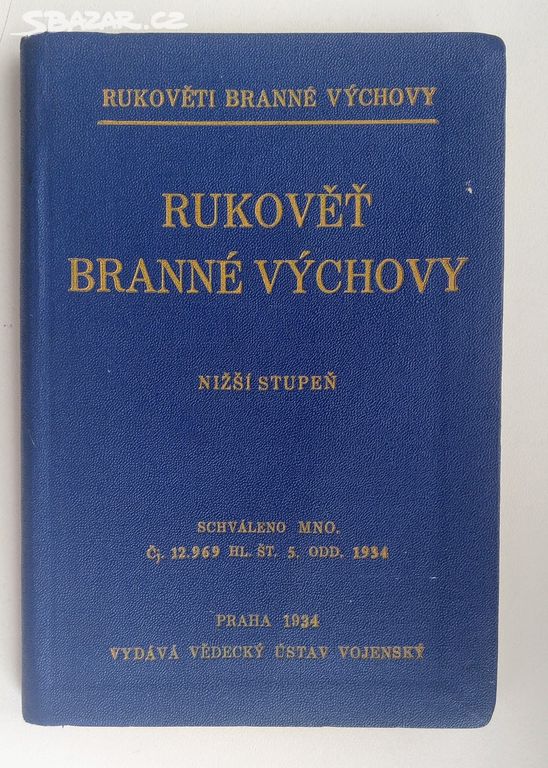 SBAZAR.CZ
RUKOVĚTI BRANNÉ VÝCHOVY
RUKOVĚŤ
BRANNÉ VÝCHOVY
NIŽŠÍ STUPEŇ
SCHVÁLENO MNO.
Čj. 12.969 HL. ŠT. 5. ODD. 1934
PRAHA 1934
VYDÁVÁ VĚDECKÝ ÚSTAV VOJENSKÝ